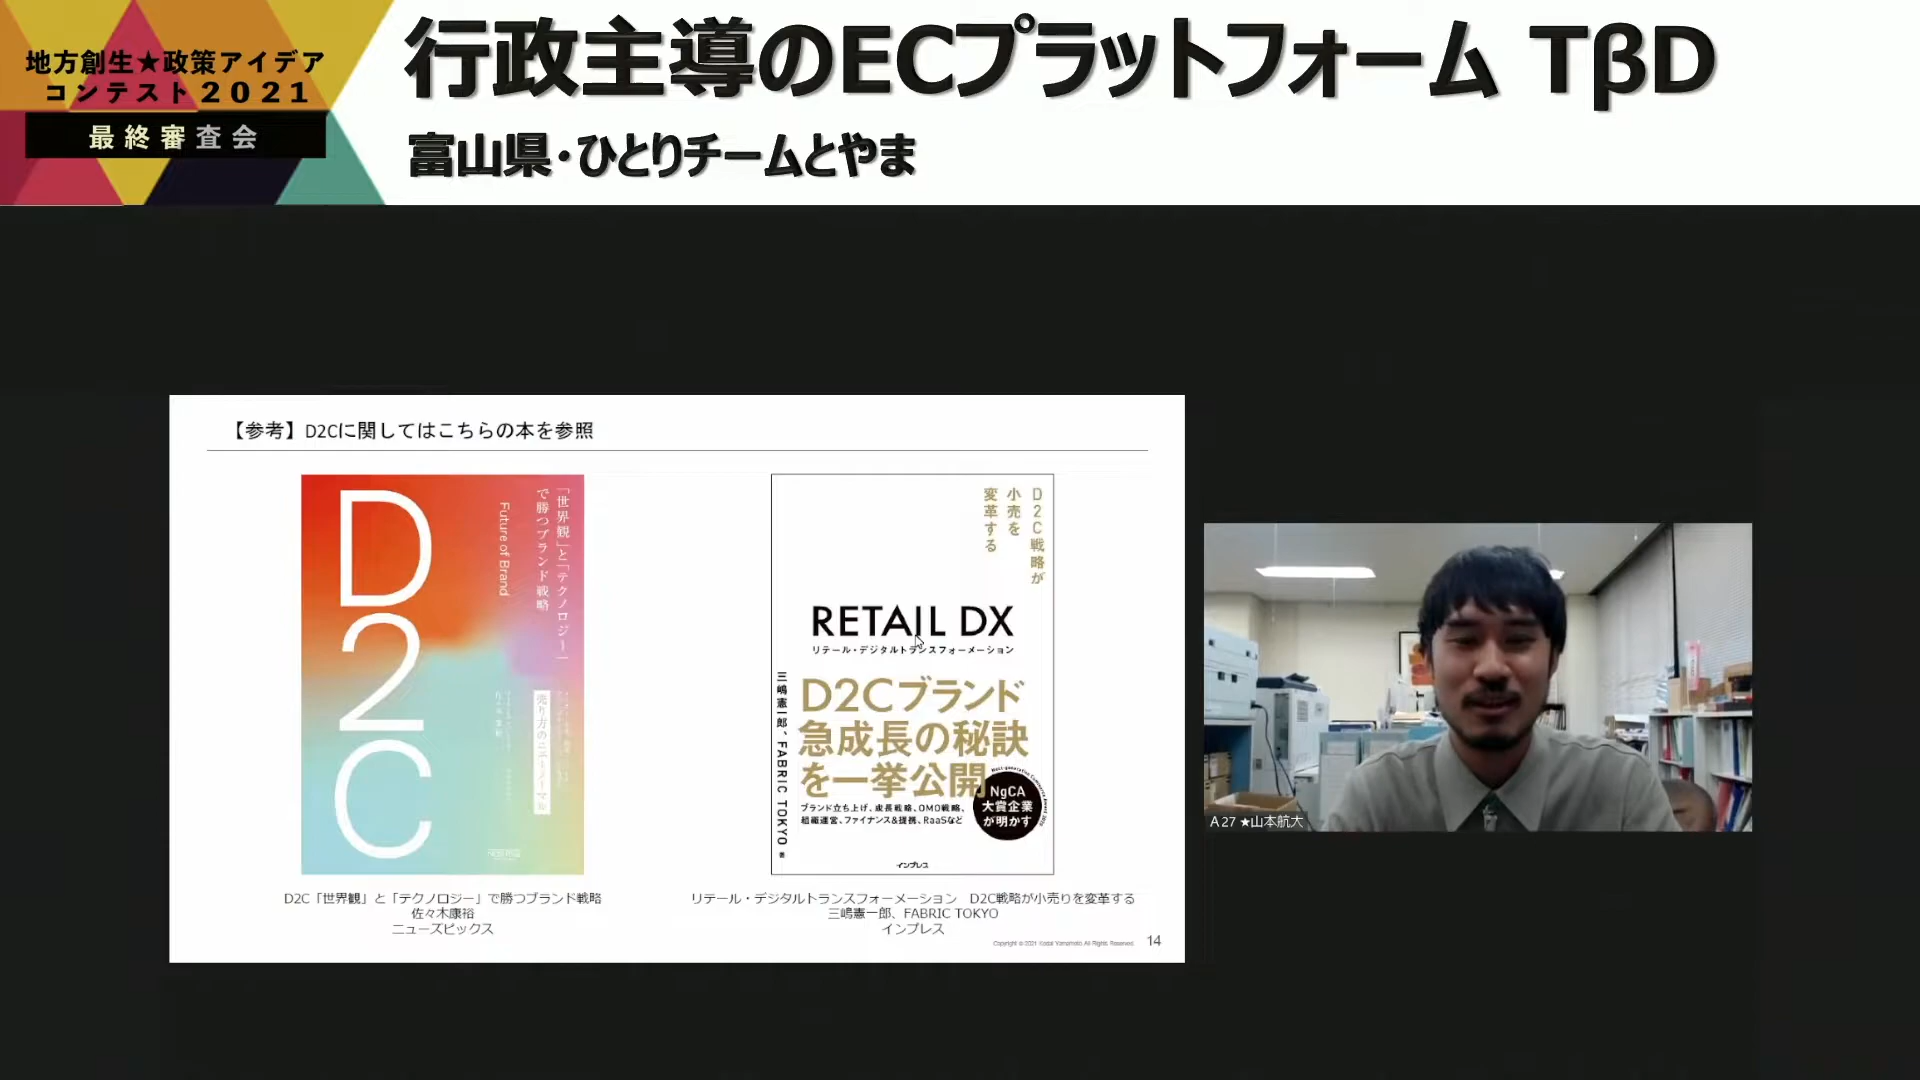 地方創生★政策アイデア
コンテスト2021
最終審査会
行政主導のECプラットフォーム TβD
富山県・ひとりチームとやま
【参考】D2Cに関してはこちらの本を参照
D2C
「世界観」と「テクノロジー」
で勝つブランド戦略
Future of Brand
売り方のニューノーマル
D2C戦略が
小売を
変革する
RETAIL DX
リテール・デジタルトランスフォーメーション
三嶋憲一郎、FABRIC TOKYO 著
D2Cブランド
急成長の秘訣
を一挙公開
ブランド立ち上げ、成長戦略、OMO戦略、
組織運営、ファイナンス&提携、RaaSなど
NgCA
大賞企業
が明かす
インプレス
D2C「世界観」と「テクノロジー」で勝つブランド戦略
佐々木康裕
ニューズピックス
リテール・デジタルトランスフォーメーション　D2C戦略が小売りを変革する
三嶋憲一郎、FABRIC TOKYO
インプレス
Copyright © 2021 Kodai Yamamoto All Rights Reserved.
14
A 27 ★山本航大